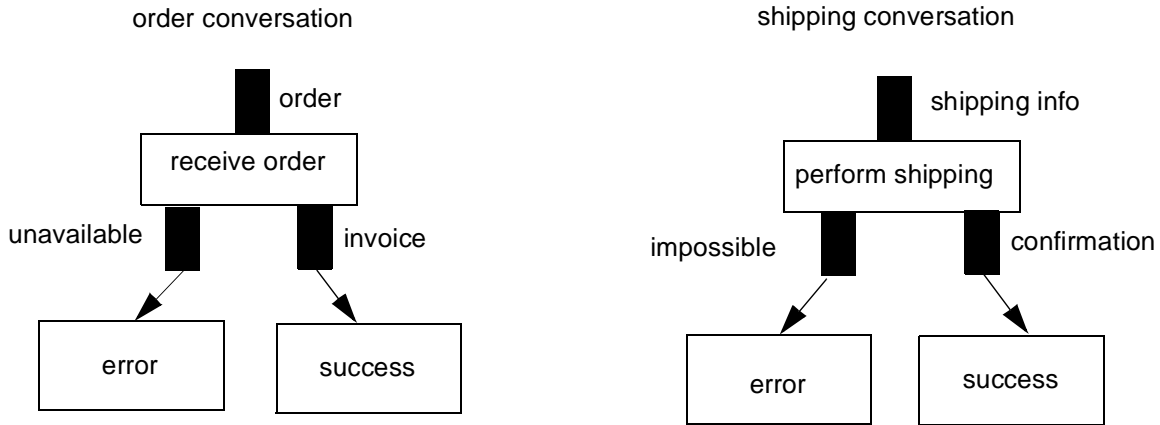 order conversation
order
receive order
unavailable
invoice
error
success
shipping conversation
shipping info
perform shipping
impossible
confirmation
error
success